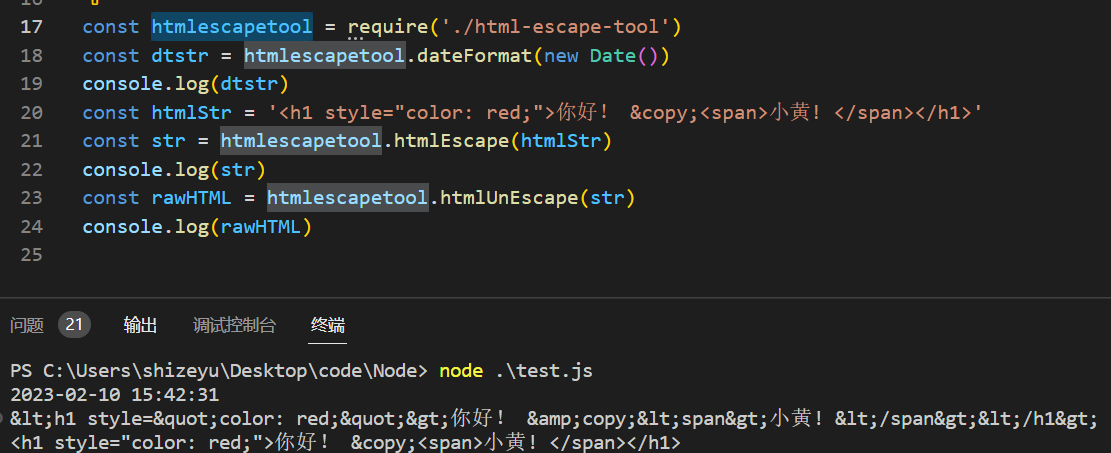 16
17 const htmlescapetool = require('./html-escape-tool')
18 const dtstr = htmlescapetool.dateFormat(new Date())
19 console.log(dtstr)
20 const htmlStr = '<h1 style="color: red;">你好！ &copy;<span>小黄！</span></h1>'
21 const str = htmlescapetool.htmlEscape(htmlStr)
22 console.log(str)
23 const rawHTML = htmlescapetool.htmlUnEscape(str)
24 console.log(rawHTML)
25
问题 21 输出 调试控制台 终端
PS C:\Users\shizeyu\Desktop\code\Node> node .\test.js
2023-02-10 15:42:31
&lt;h1 style=&quot;color: red;&quot;&gt;你好！ &amp;copy;&lt;span&gt;小黄！&lt;/span&gt;&lt;/h1&gt;
<h1 style="color: red;">你好！ &copy;<span>小黄！</span></h1>